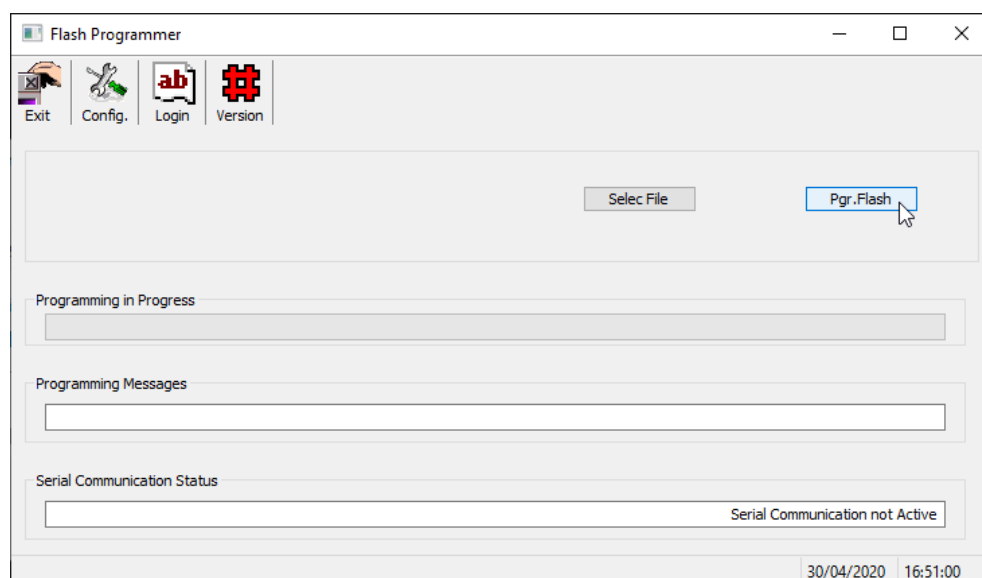 Flash Programmer
Exit Config. ab Login Version
Selec File Pgr.Flash
Programming in Progress
Programming Messages
Serial Communication Status
Serial Communication not Active
30/04/2020 16:51:00